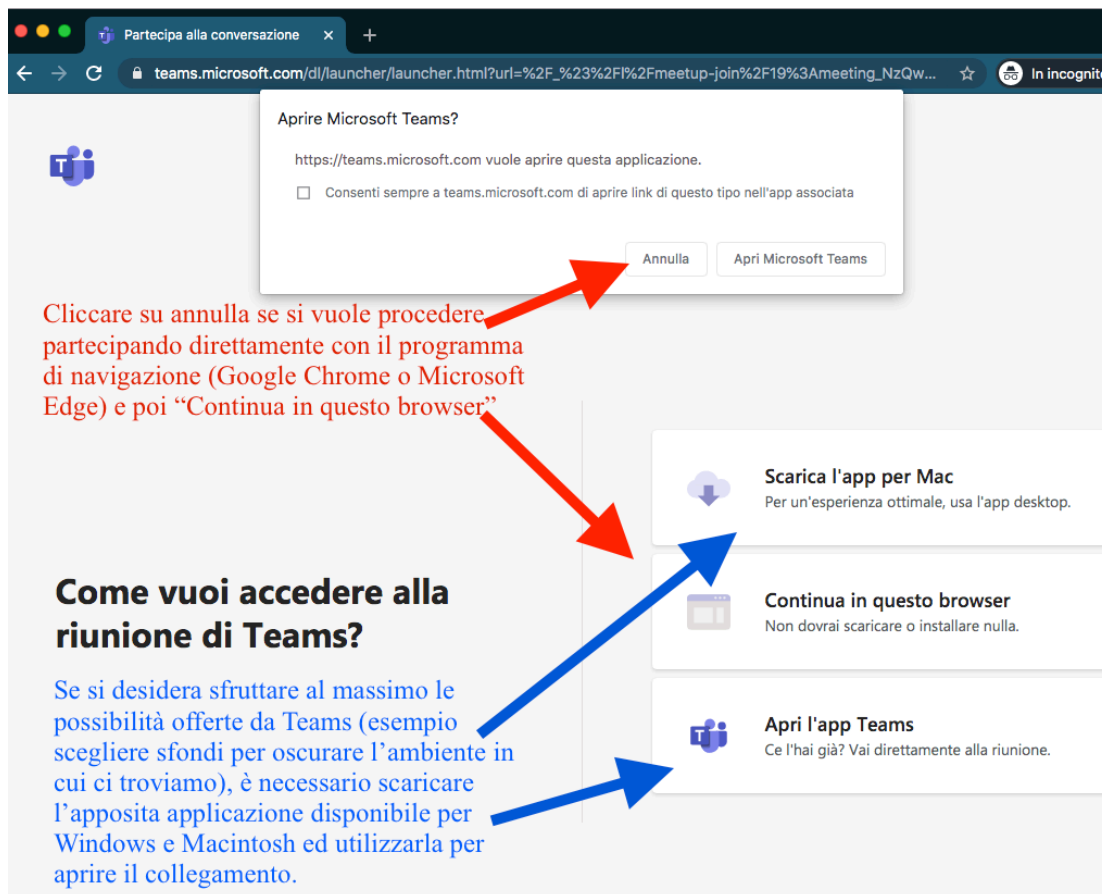 Partecipa alla conversazione
teams.microsoft.com/dl/launcher/launcher.html?url=%2F_%23%2Fl%2Fmeetup-join%2F19%3Ameeting_NzQw...
In incognito
Aprire Microsoft Teams?
https://teams.microsoft.com vuole aprire questa applicazione.
Consenti sempre a teams.microsoft.com di aprire link di questo tipo nell'app associata
Annulla
Apri Microsoft Teams
Cliccare su annulla se si vuole procedere
partecipando direttamente con il programma
di navigazione (Google Chrome o Microsoft
Edge) e poi “Continua in questo browser”
Scarica l'app per Mac
Per un'esperienza ottimale, usa l'app desktop.
Continua in questo browser
Non dovrai scaricare o installare nulla.
Apri l'app Teams
Ce l'hai già? Vai direttamente alla riunione.
Come vuoi accedere alla
riunione di Teams?
Se si desidera sfruttare al massimo le
possibilità offerte da Teams (esempio
scegliere sfondi per oscurare l’ambiente in
cui ci troviamo), è necessario scaricare
l’apposita applicazione disponibile per
Windows e Macintosh ed utilizzarla per
aprire il collegamento.